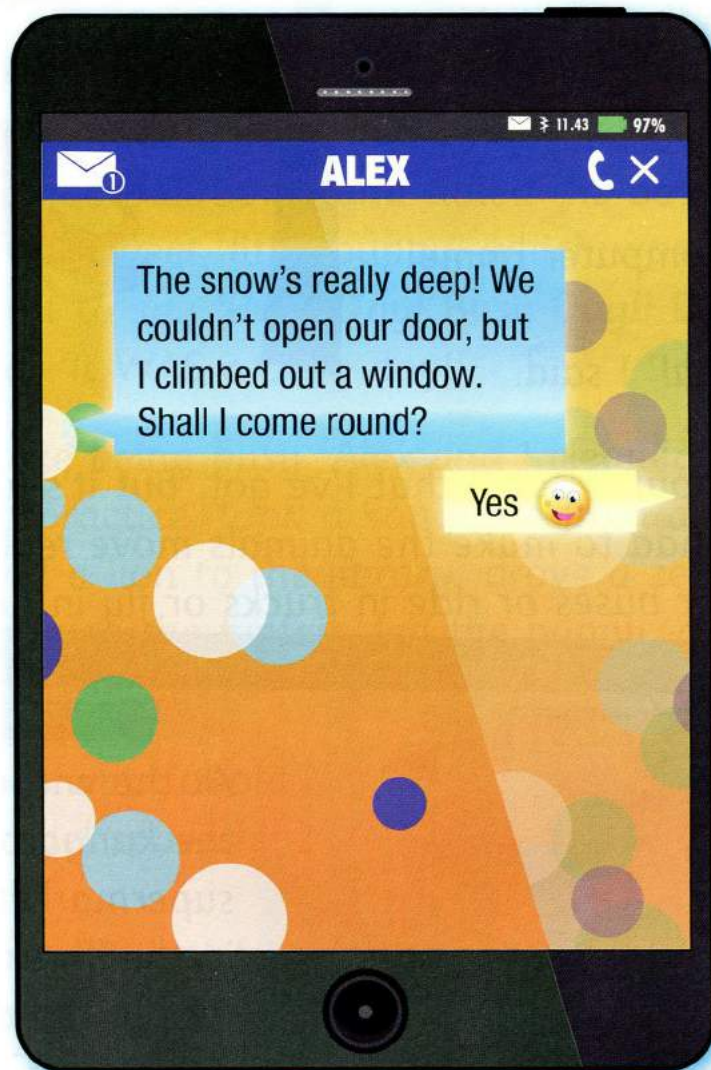 11.43 97%
1 ALEX
The snow's really deep! We
couldn't open our door, but
I climbed out a window.
Shall I come round?
Yes